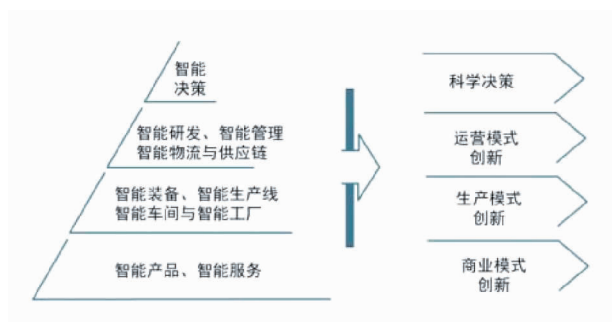 智能
决策
智能研发、智能管理
智能物流与供应链
智能装备、智能生产线
智能车间与智能工厂
智能产品、智能服务
科学决策
运营模式
创新
生产模式
创新
商业模式
创新